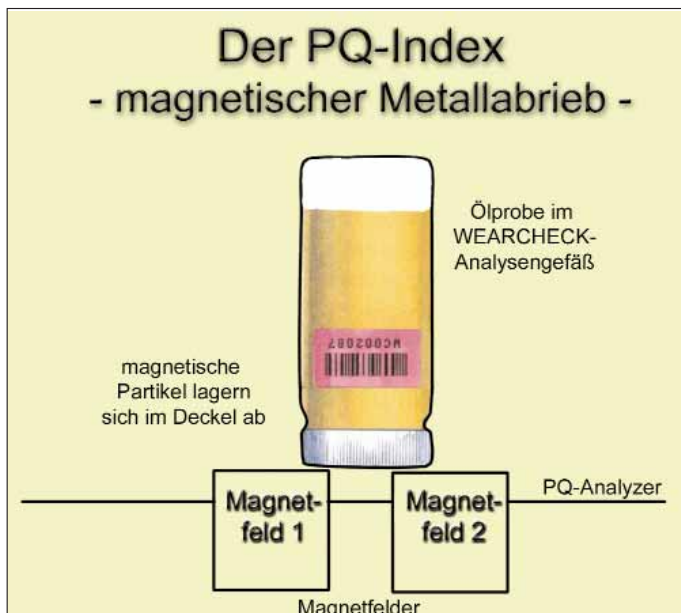 Der PQ-Index
- magnetischer Metallabrieb -
Ölprobe im
WEARCHECK-
Analysengefäß
WC002087
magnetische
Partikel lagern
sich im Deckel ab
PQ-Analyzer
Magnet-
feld 1
Magnet-
feld 2
Magnetfelder